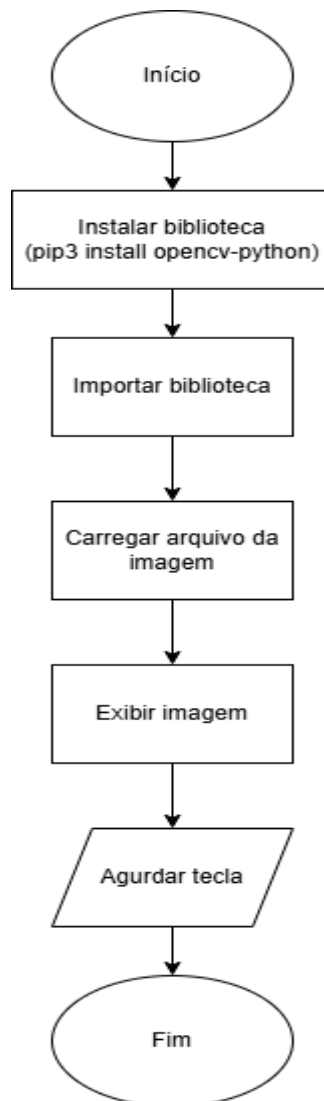 Início
Instalar biblioteca
(pip3 install opencv-python)
Importar biblioteca
Carregar arquivo da
imagem
Exibir imagem
Agurdar tecla
Fim